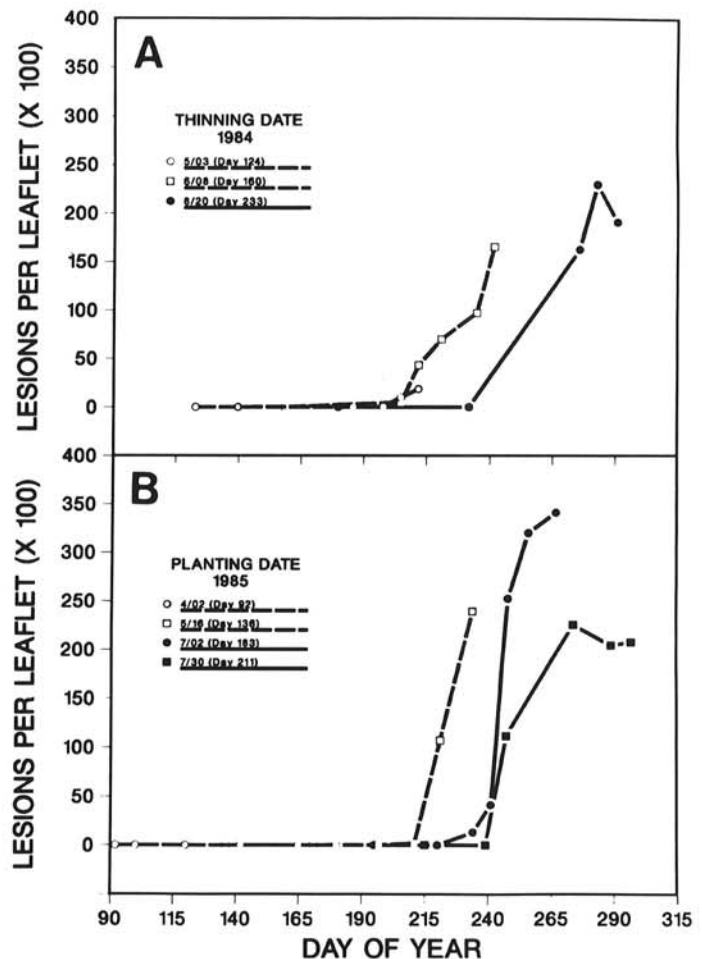 LESIONS PER LEAFLET (X 100)
400
350
300
250
200
150
100
50
0
A
THINNING DATE
1984
5/03 (Day 124)
6/08 (Day 160)
6/20 (Day 233)
LESIONS PER LEAFLET (X 100)
400
350
300
250
200
150
100
50
0
B
PLANTING DATE
1985
4/02 (Day 92)
5/16 (Day 136)
7/02 (Day 183)
7/30 (Day 211)
90 115 140 165 190 215 240 265 290 315
DAY OF YEAR